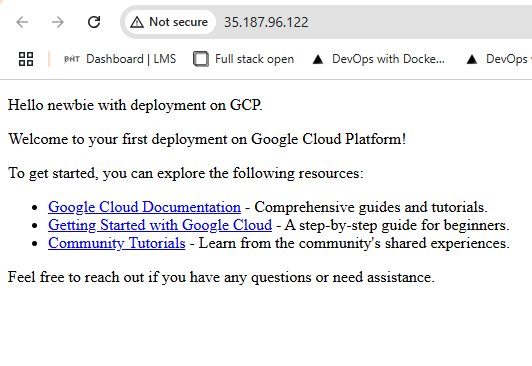 Not secure 35.187.96.122
BHT Dashboard | LMS Full stack open DevOps with Docke... DevOps
Hello newbie with deployment on GCP.
Welcome to your first deployment on Google Cloud Platform!
To get started, you can explore the following resources:
Google Cloud Documentation - Comprehensive guides and tutorials.
Getting Started with Google Cloud - A step-by-step guide for beginners.
Community Tutorials - Learn from the community's shared experiences.
Feel free to reach out if you have any questions or need assistance.